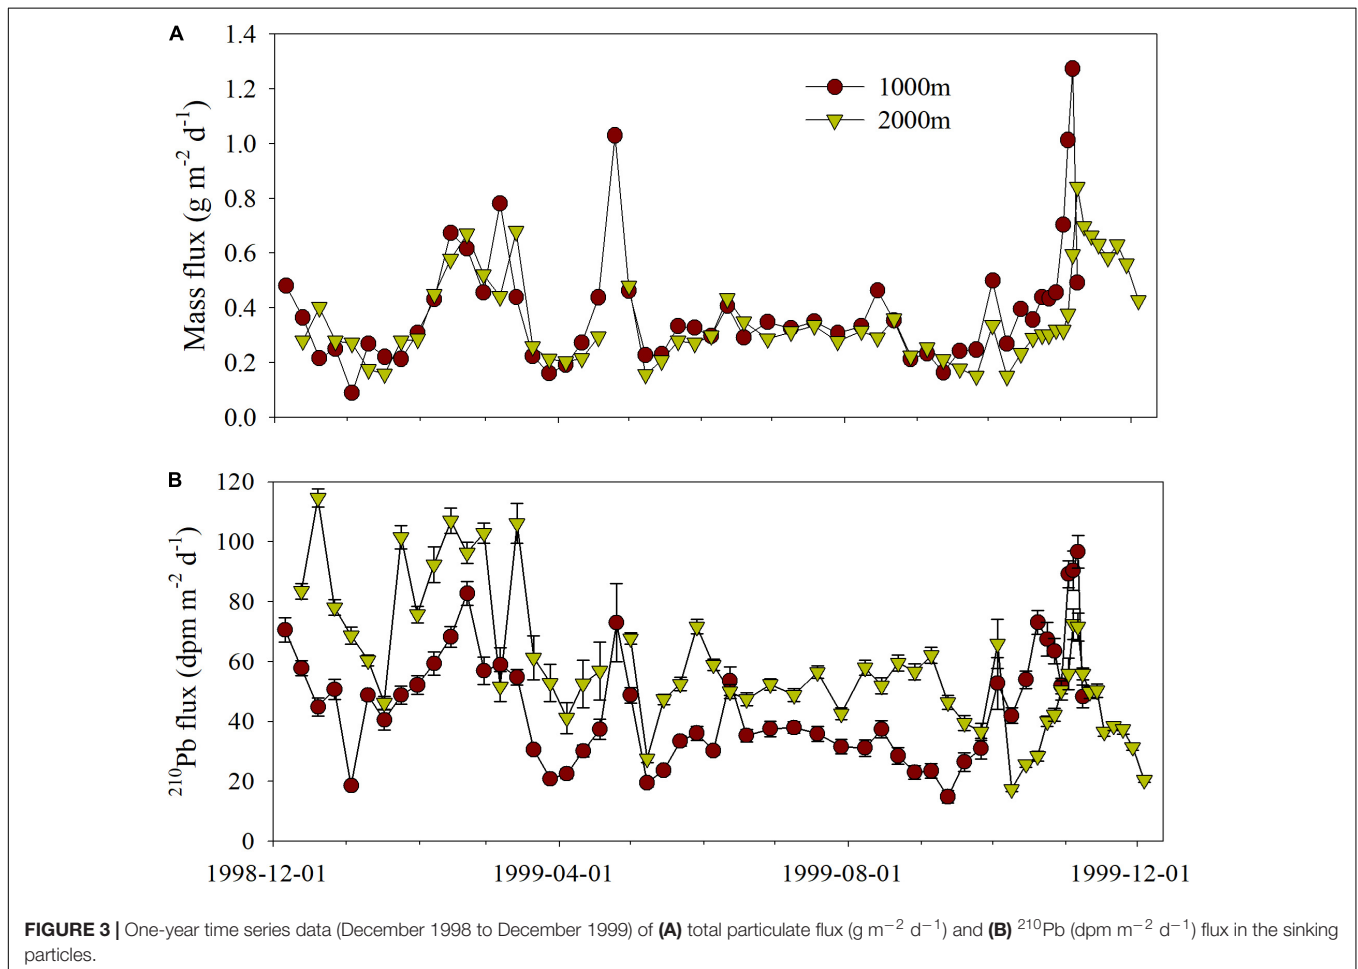 A
1.4
1.2
1.0
0.8
0.6
0.4
0.2
0.0
Mass flux (g m⁻² d⁻¹)
1000m
2000m
B
120
100
80
60
40
20
0
²¹⁰Pb flux (dpm m⁻² d⁻¹)
1998-12-01 1999-04-01 1999-08-01 1999-12-01
FIGURE 3 | One-year time series data (December 1998 to December 1999) of (A) total particulate flux (g m⁻² d⁻¹) and (B) ²¹⁰Pb (dpm m⁻² d⁻¹) flux in the sinking
particles.